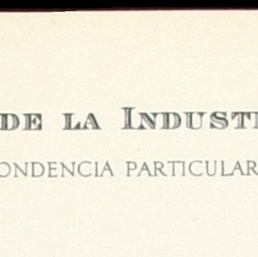 DE LA INDUST
ONDENCIA PARTICULAR